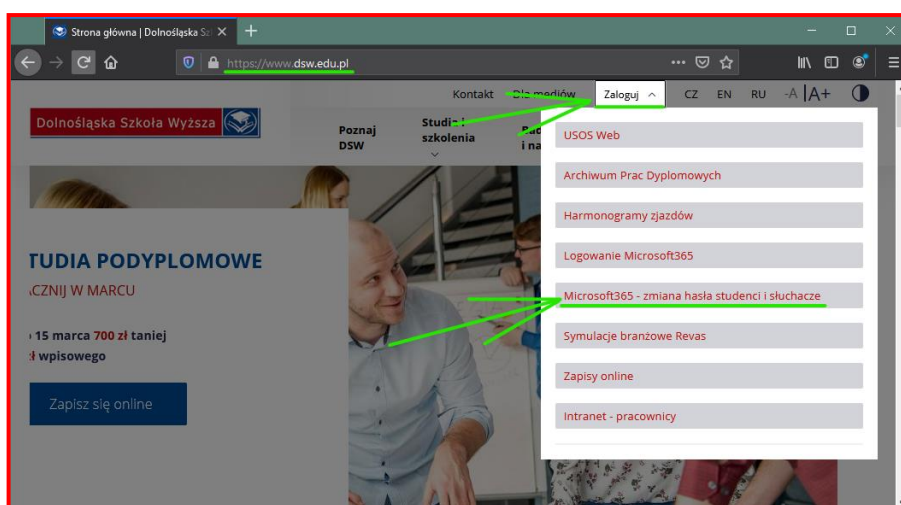 Strona główna | Dolnośląska Sz
https://www.dsw.edu.pl
Kontakt Dla mediów Zaloguj CZ EN RU -A A+
Dolnośląska Szkoła Wyższa
Poznaj
DSW
Studia i
szkolenia
i na
USOS Web
Archiwum Prac Dyplomowych
Harmonogramy zjazdów
Logowanie Microsoft365
Microsoft365 - zmiana hasła studenci i słuchacze
Symulacje branżowe Revas
Zapisy online
Intranet - pracownicy
TUDIA PODYPLOMOWE
CZNIJ W MARCU
15 marca 700 zł taniej
zł wpisowego
Zapisz się online